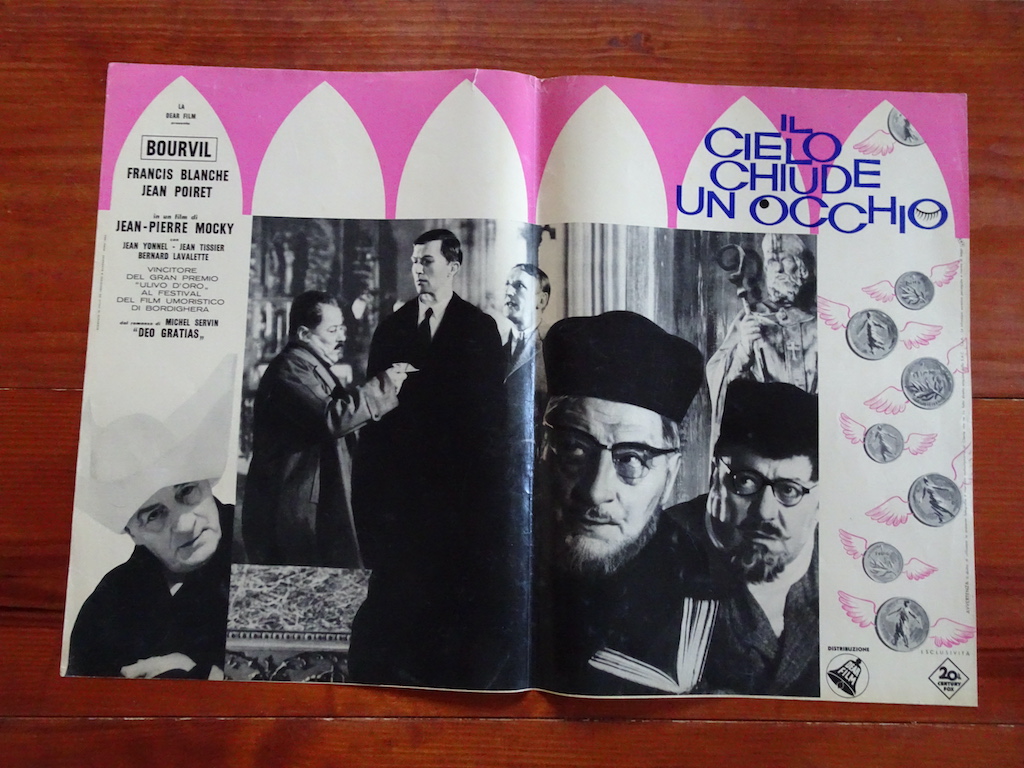 LA
DEAR FILM
presenta
BOURVIL
FRANCIS BLANCHE
JEAN POIRET
in un film di
JEAN-PIERRE MOCKY
con
JEAN YONNEL - JEAN TISSIER
BERNARD LAVALETTE
VINCITORE
DEL GRAN PREMIO
"ULIVO D'ORO„
AL FESTIVAL
DEL FILM UMORISTICO
DI BORDIGHERA
dal romanzo di MICHEL SERVIN
"DEO GRATIAS„
IL
CIELO
CHIUDE
UN OCCHIO
DISTRIBUZIONE
DEAR
FILM
ESCLUSIVITÀ
20th
CENTURY
FOX